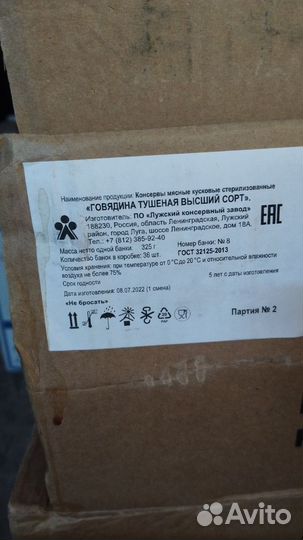 Наименование продукции: Консервы мясные кусковые стерилизованные
«ГОВЯДИНА ТУШЕНАЯ ВЫСШИЙ СОРТ».
Изготовитель: ПО «Лужский консервный завод»
188230, Россия, область Ленинградская, Лужский
район, город Луга, шоссе Ленинградское, дом 18А.
Тел.: +7 (812) 385-92-40
EAC
Масса нетто одной банки: 325 г
Номер банки: № 8
Количество банок в коробке: 36 шт.
ГОСТ 32125-2013
Условия хранения: при температуре от 0°С до 20°С и относительной влажности
воздуха не более 75%
Срок годности
5 лет с даты изготовления
Дата изготовления: 08.07.2022 (1 смена)
«Не бросать»
PAP
Партия № 2
Avito